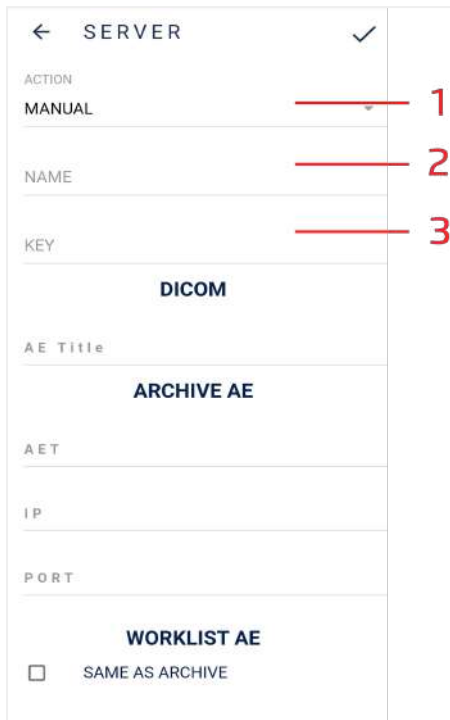 SERVER
ACTION
MANUAL
1
NAME
2
KEY
3
DICOM
AE Title
ARCHIVE AE
AET
IP
PORT
WORKLIST AE
SAME AS ARCHIVE